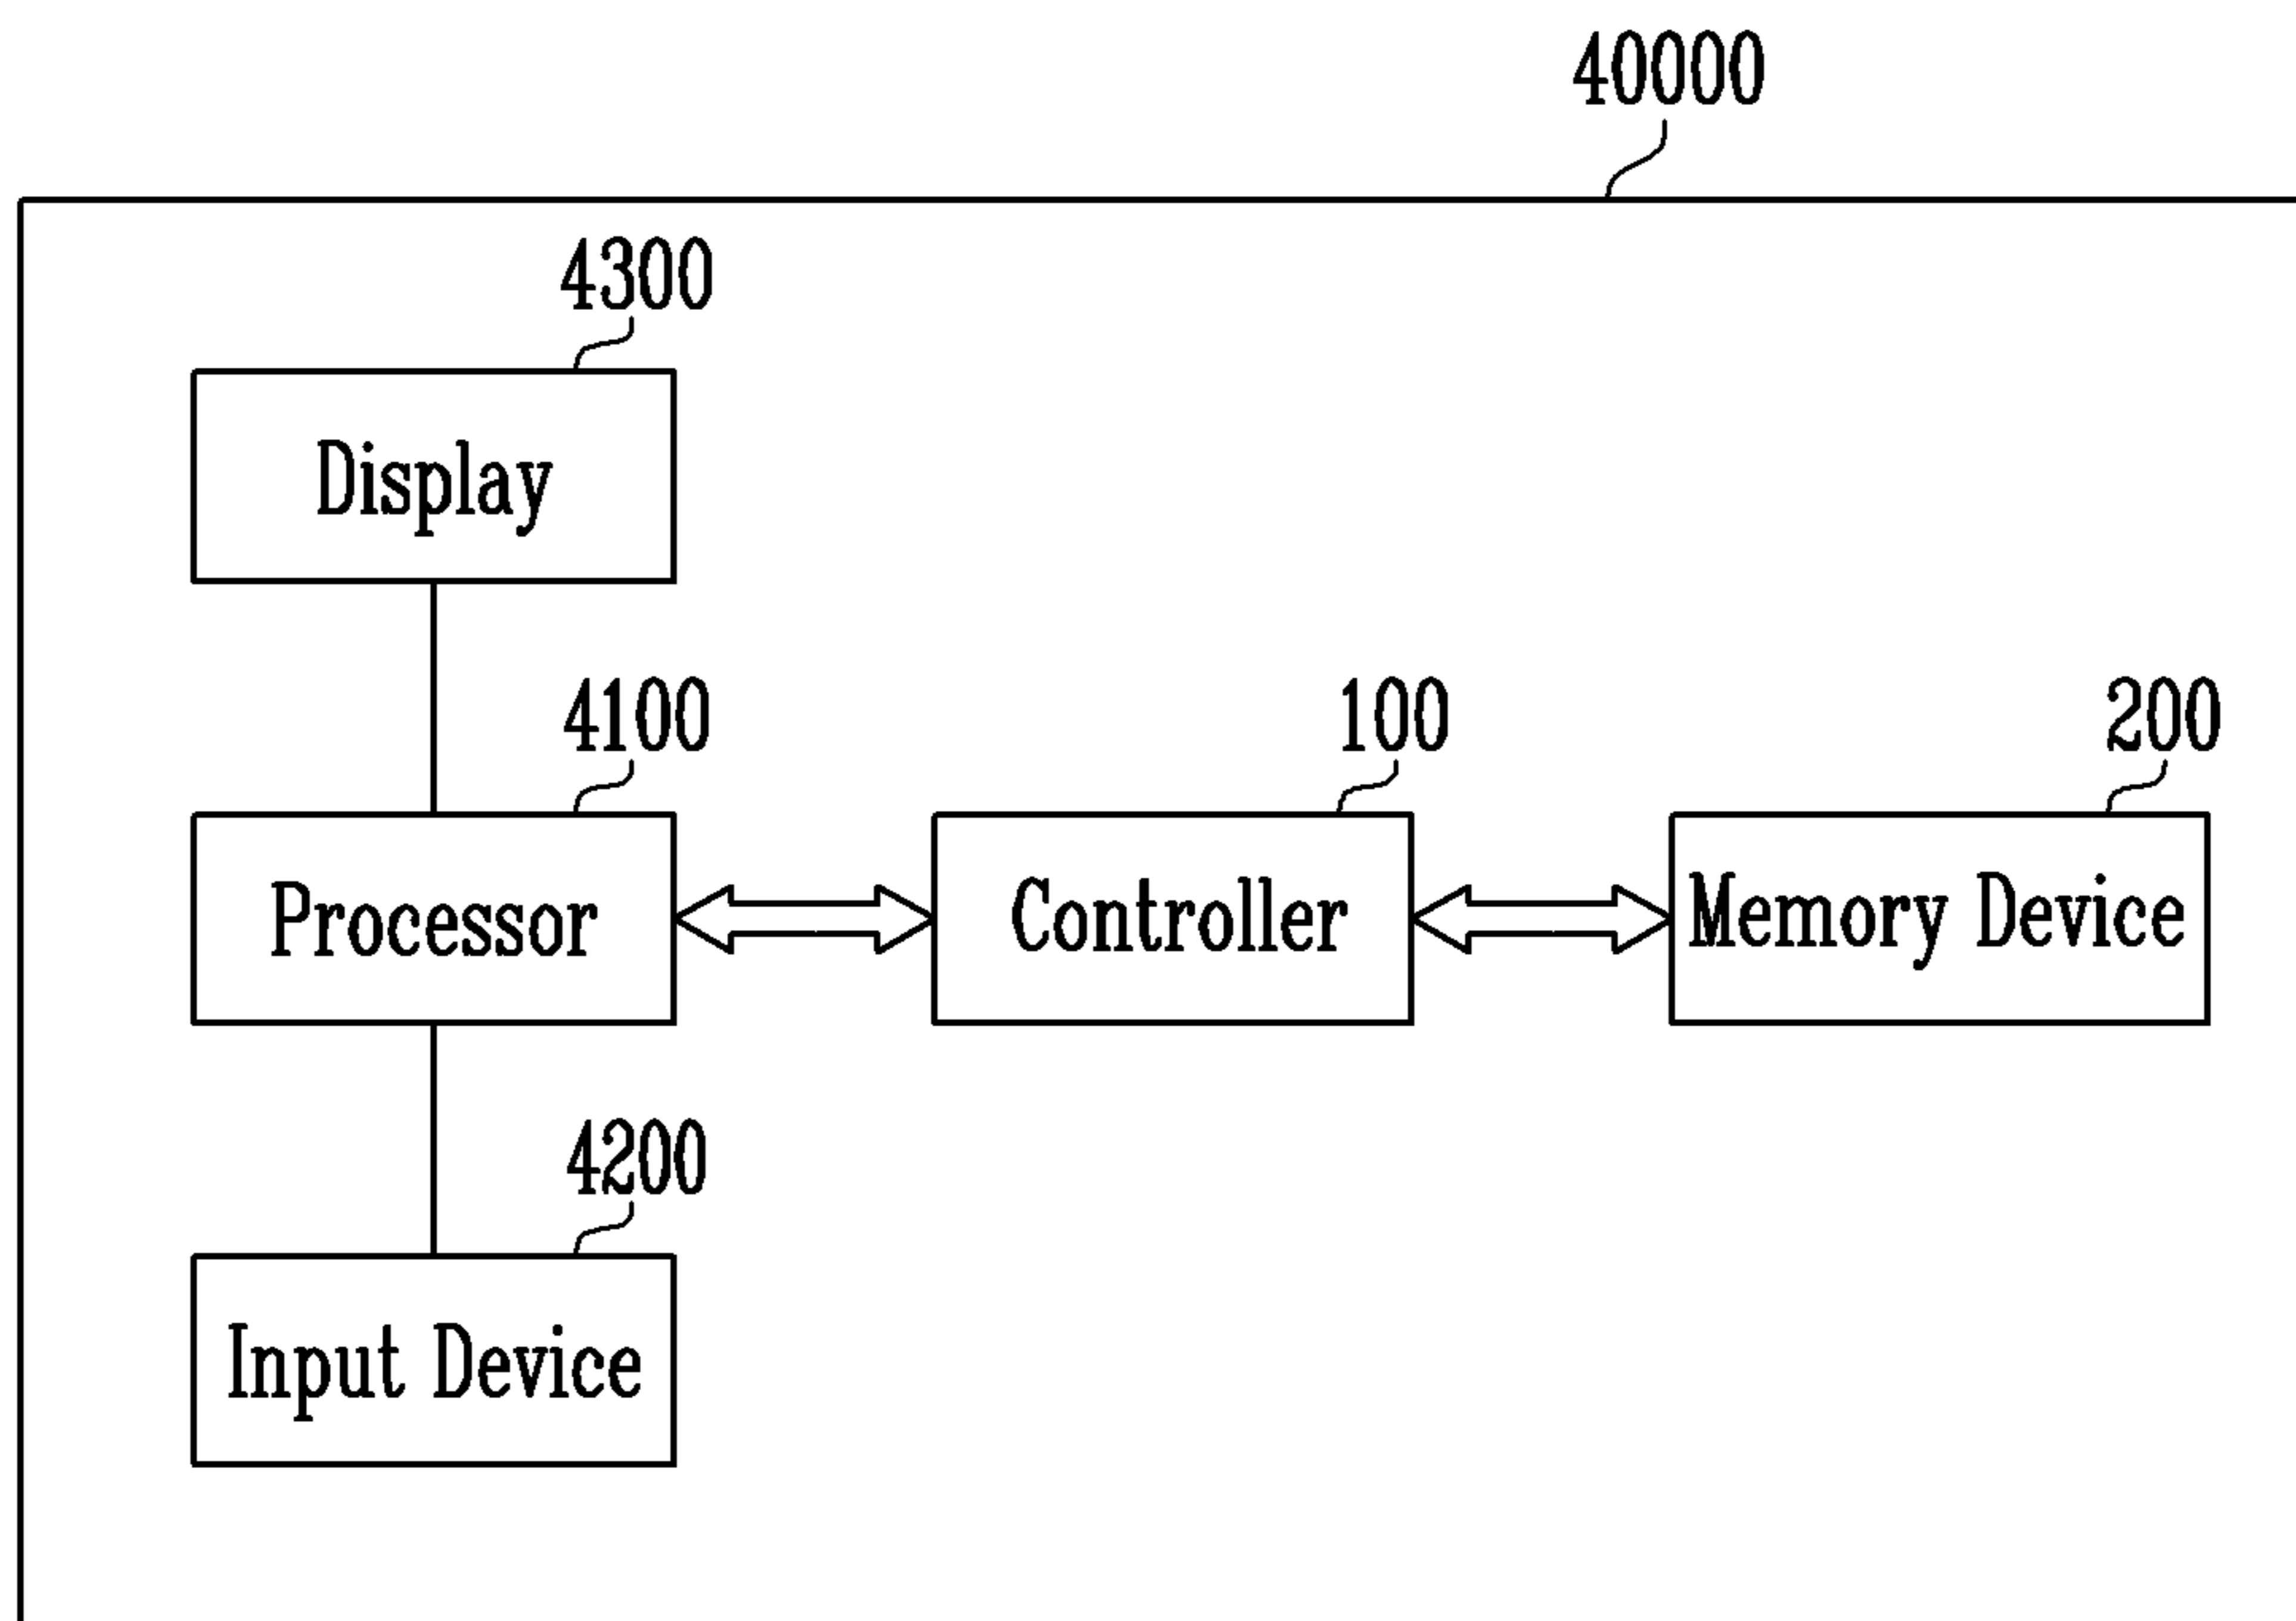 40000
4300
Display
4100
100
200
Processor
Controller
Memory Device
4200
Input Device